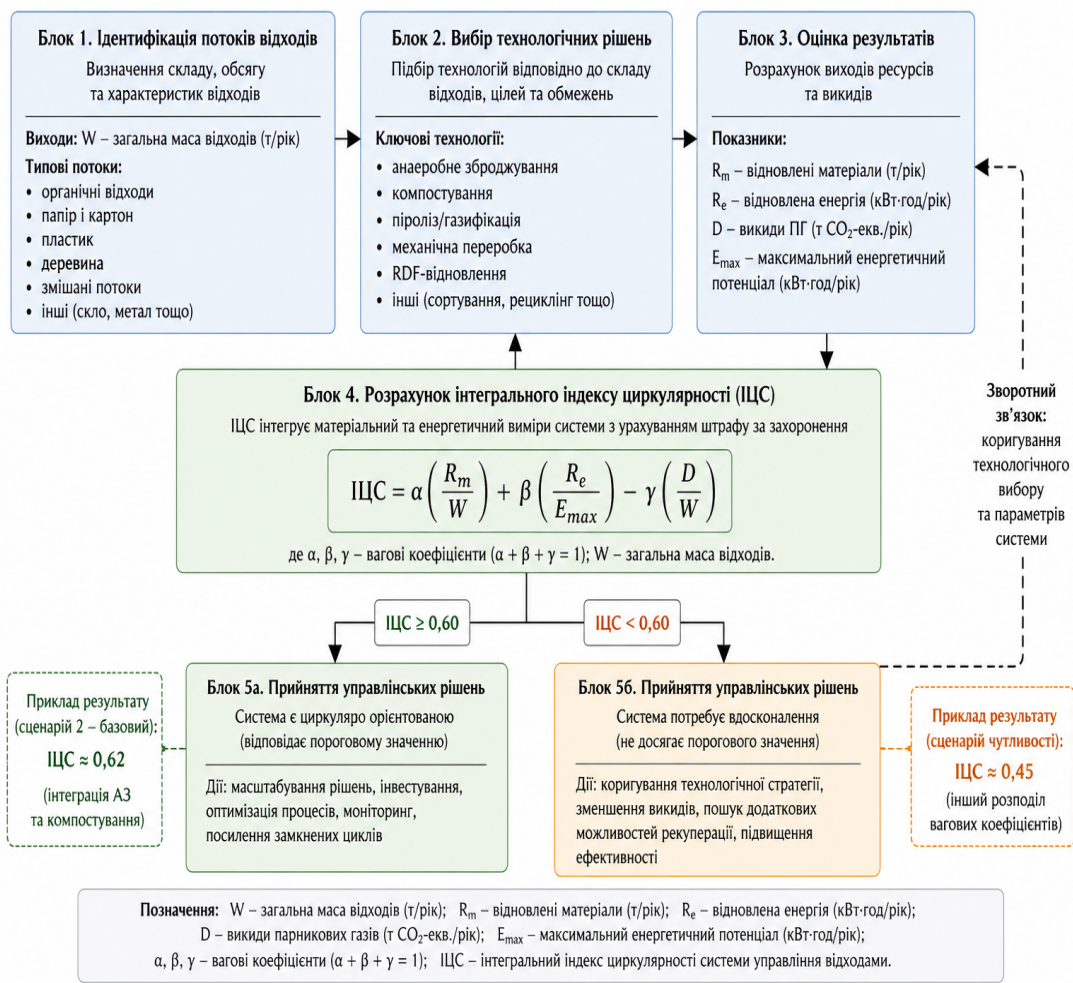 Блок 1. Ідентифікація потоків відходів
Визначення складу, обсягу
та характеристик відходів
Виходи: W – загальна маса відходів (т/рік)
Типові потоки:
• органічні відходи
• папір і картон
• пластик
• деревина
• змішані потоки
• інші (скло, метал тощо)
Блок 2. Вибір технологічних рішень
Підбір технологій відповідно до складу
відходів, цілей та обмежень
Ключові технології:
• анаеробне зброджування
• компостування
• піроліз/газифікація
• механічна переробка
• RDF-відновлення
• інші (сортування, рециклінг тощо)
Блок 3. Оцінка результатів
Розрахунок виходів ресурсів
та викидів
Показники:
Rₘ – відновлені матеріали (т/рік)
Rₑ – відновлена енергія (кВт·год/рік)
D – викиди ПГ (т CO₂-екв./рік)
Eₘₐₓ – максимальний енергетичний
потенціал (кВт·год/рік)
Блок 4. Розрахунок інтегрального індексу циркулярності (ІЦС)
ІЦС інтегрує матеріальний та енергетичний виміри системи з урахуванням штрафу за захоронення
ІЦС = α (Rₘ / W) + β (Rₑ / Eₘₐₓ) − γ (D / W)
де α, β, γ – вагові коефіцієнти (α + β + γ = 1); W – загальна маса відходів.
Зворотний
зв’язок:
коригування
технологічного
вибору
та параметрів
системи
ІЦС ≥ 0,60
ІЦС < 0,60
Приклад результату
(сценарій 2 – базовий):
ІЦС ≈ 0,62
(інтеграція АЗ
та компостування)
Блок 5а. Прийняття управлінських рішень
Система є циркуляро орієнтованою
(відповідає пороговому значенню)
Дії: масштабування рішень, інвестування,
оптимізація процесів, моніторинг,
посилення замкнених циклів
Блок 5б. Прийняття управлінських рішень
Система потребує вдосконалення
(не досягає порогового значення)
Дії: коригування технологічної стратегії,
зменшення викидів, пошук додаткових
можливостей рекуперації, підвищення
ефективності
Приклад результату
(сценарій чутливості):
ІЦС ≈ 0,45
(інший розподіл
вагових коефіцієнтів)
Позначення: W – загальна маса відходів (т/рік); Rₘ – відновлені матеріали (т/рік); Rₑ – відновлена енергія (кВт·год/рік);
D – викиди парникових газів (т CO₂-екв./рік); Eₘₐₓ – максимальний енергетичний потенціал (кВт·год/рік);
α, β, γ – вагові коефіцієнти (α + β + γ = 1); ІЦС – інтегральний індекс циркулярності системи управління відходами.